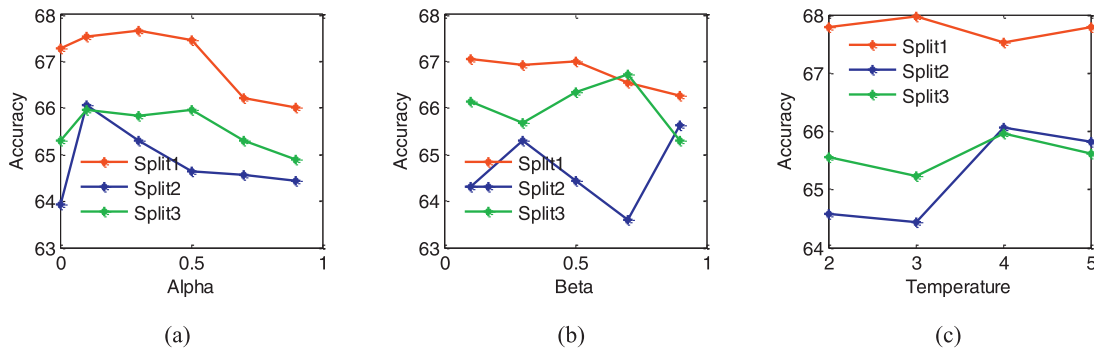 68
67
66
65
64
63
Accuracy
Split1
Split2
Split3
0
0.5
1
Alpha
(a)
68
67
66
65
64
63
Accuracy
Split1
Split2
Split3
0
0.5
1
Beta
(b)
68
67
66
65
64
Accuracy
Split1
Split2
Split3
2
3
4
5
Temperature
(c)